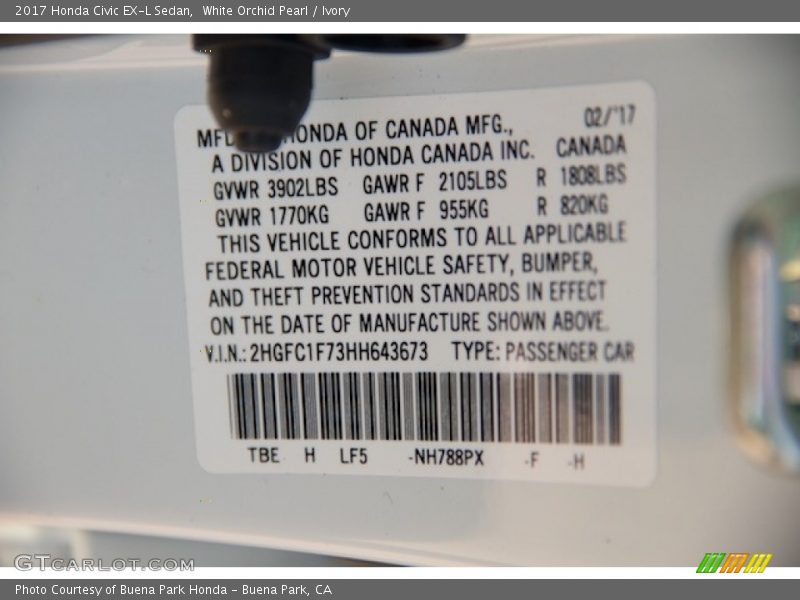 2017 Honda Civic EX-L Sedan, White Orchid Pearl / Ivory
02/'17
MFD HONDA OF CANADA MFG.,
A DIVISION OF HONDA CANADA INC. CANADA
GVWR 3902LBS GAWR F 2105LBS R 1808LBS
GVWR 1770KG GAWR F 955KG R 820KG
THIS VEHICLE CONFORMS TO ALL APPLICABLE
FEDERAL MOTOR VEHICLE SAFETY, BUMPER,
AND THEFT PREVENTION STANDARDS IN EFFECT
ON THE DATE OF MANUFACTURE SHOWN ABOVE.
V.I.N.: 2HGFC1F73HH643673 TYPE: PASSENGER CAR
TBE H LF5 -NH788PX -F -H
GTCARLOT.COM
Photo Courtesy of Buena Park Honda - Buena Park, CA